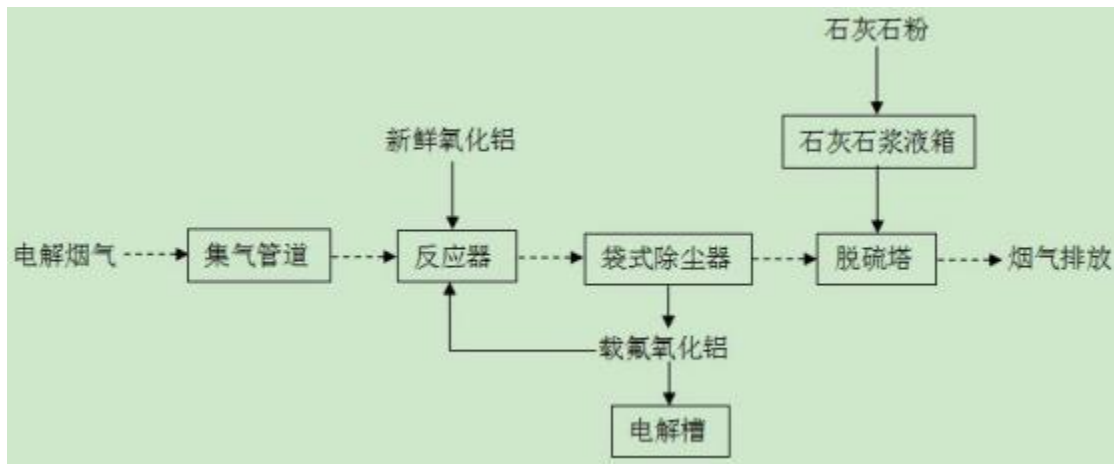 石灰石粉
新鲜氧化铝
石灰石浆液箱
电解烟气
集气管道
反应器
袋式除尘器
脱硫塔
烟气排放
载氟氧化铝
电解槽